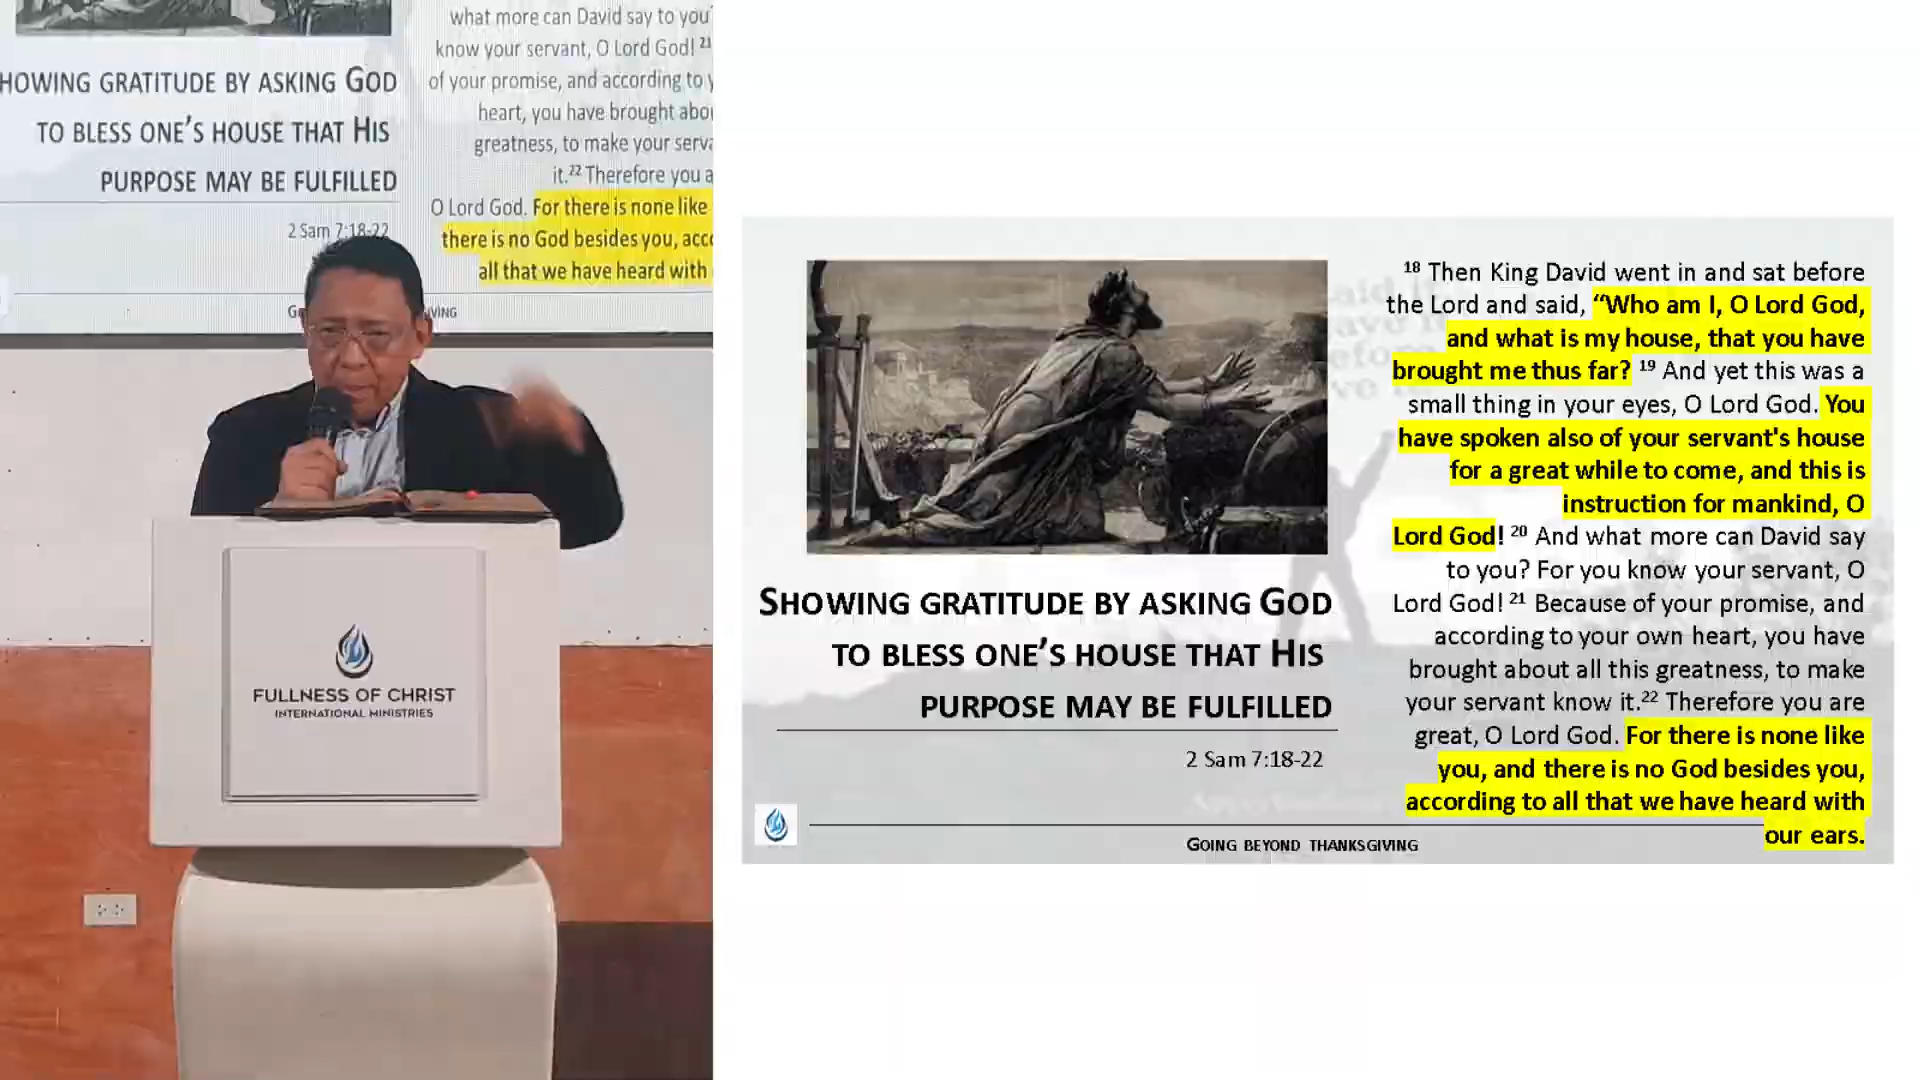 what more can David say to you?
know your servant, O Lord God! 21
of your promise, and according to y
heart, you have brought abou
greatness, to make your serva
it.22 Therefore you a
O Lord God. For there is none like
there is no God besides you, acco
all that we have heard with
HOWING GRATITUDE BY ASKING GOD
TO BLESS ONE'S HOUSE THAT HIS
PURPOSE MAY BE FULFILLED
2 Sam 7:18-22
VING
FULLNESS OF CHRIST
INTERNATIONAL MINISTRIES
SHOWING GRATITUDE BY ASKING GOD
TO BLESS ONE'S HOUSE THAT HIS
PURPOSE MAY BE FULFILLED
2 Sam 7:18-22
18 Then King David went in and sat before
the Lord and said, “Who am I, O Lord God,
and what is my house, that you have
brought me thus far? 19 And yet this was a
small thing in your eyes, O Lord God. You
have spoken also of your servant's house
for a great while to come, and this is
instruction for mankind, O
Lord God! 20 And what more can David say
to you? For you know your servant, O
Lord God! 21 Because of your promise, and
according to your own heart, you have
brought about all this greatness, to make
your servant know it.22 Therefore you are
great, O Lord God. For there is none like
you, and there is no God besides you,
according to all that we have heard with
our ears.
GOING BEYOND THANKSGIVING